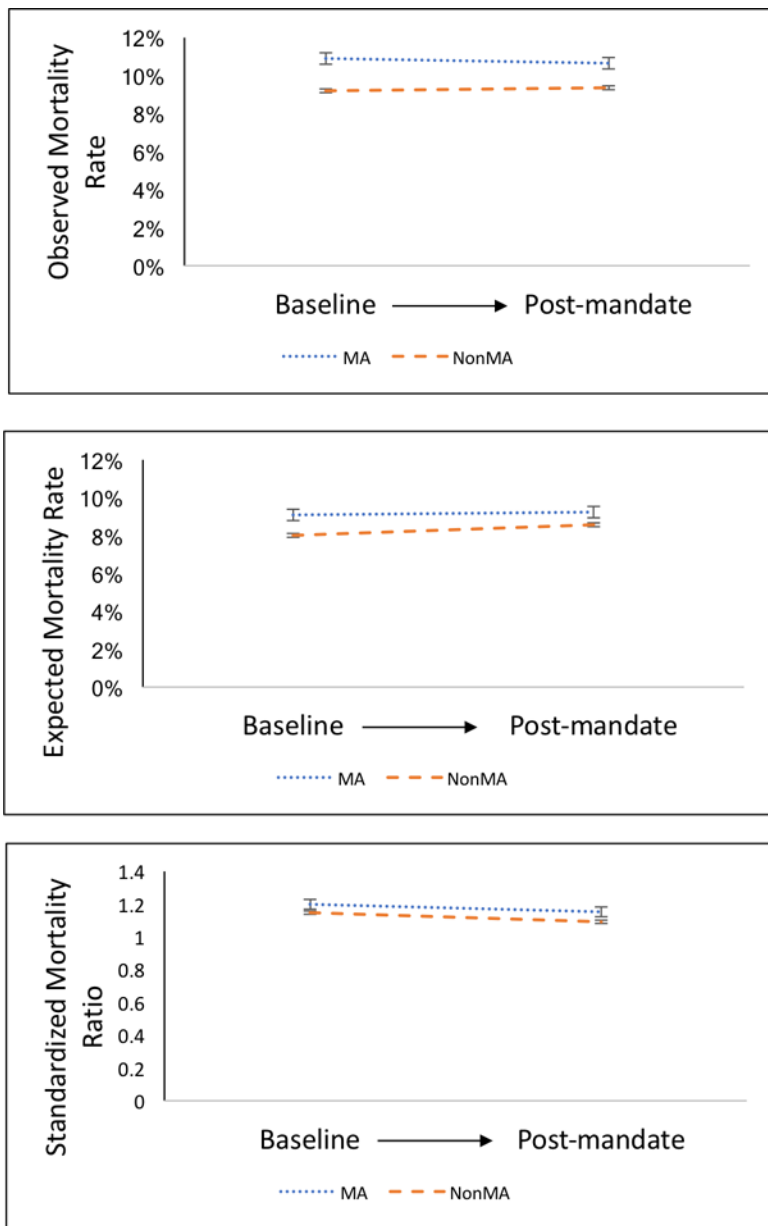 Observed Mortality
Rate
12%
10%
8%
6%
4%
2%
0%
Baseline Post-mandate
MA NonMA
Expected Mortality Rate
12%
10%
8%
6%
4%
2%
0%
Baseline Post-mandate
MA NonMA
Standardized Mortality
Ratio
1.4
1.2
1
0.8
0.6
0.4
0.2
0
Baseline Post-mandate
MA NonMA